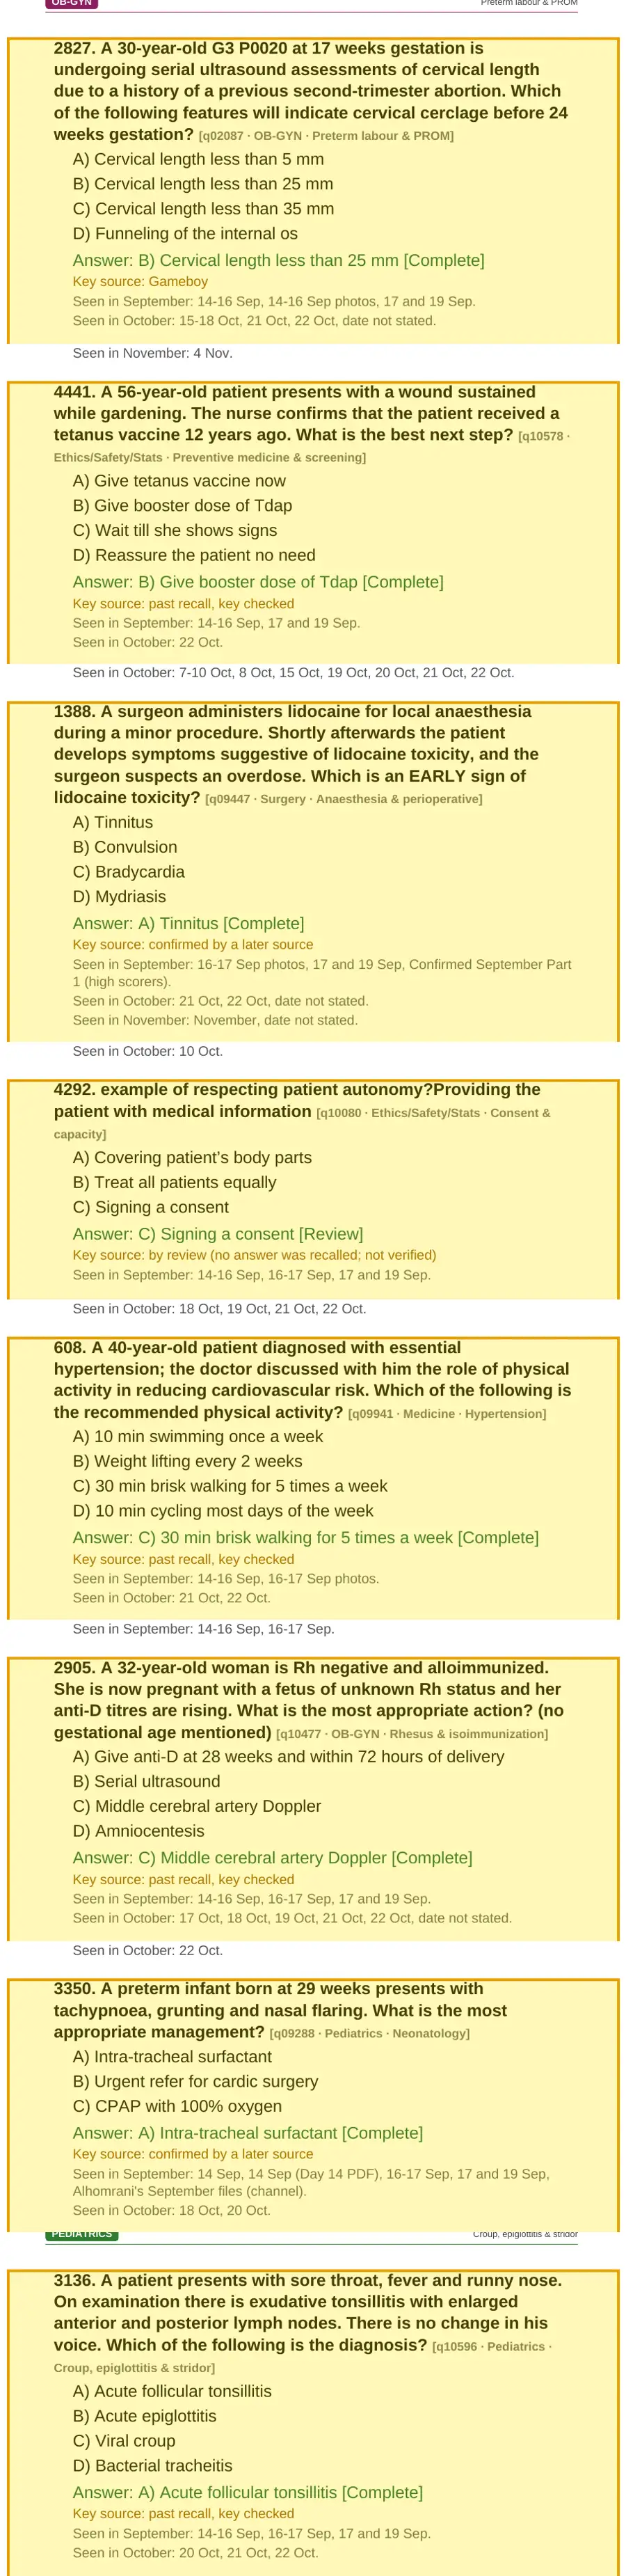 OB-GYN
Preterm labour & PROM
2827. A 30-year-old G3 P0020 at 17 weeks gestation is
undergoing serial ultrasound assessments of cervical length
due to a history of a previous second-trimester abortion. Which
of the following features will indicate cervical cerclage before 24
weeks gestation? [q02087 · OB-GYN · Preterm labour & PROM]
A) Cervical length less than 5 mm
B) Cervical length less than 25 mm
C) Cervical length less than 35 mm
D) Funneling of the internal os
Answer: B) Cervical length less than 25 mm [Complete]
Key source: Gameboy
Seen in September: 14-16 Sep, 14-16 Sep photos, 17 and 19 Sep.
Seen in October: 15-18 Oct, 21 Oct, 22 Oct, date not stated.
Seen in November: 4 Nov.
4441. A 56-year-old patient presents with a wound sustained
while gardening. The nurse confirms that the patient received a
tetanus vaccine 12 years ago. What is the best next step? [q10578 ·
Ethics/Safety/Stats · Preventive medicine & screening]
A) Give tetanus vaccine now
B) Give booster dose of Tdap
C) Wait till she shows signs
D) Reassure the patient no need
Answer: B) Give booster dose of Tdap [Complete]
Key source: past recall, key checked
Seen in September: 14-16 Sep, 17 and 19 Sep.
Seen in October: 22 Oct.
Seen in October: 7-10 Oct, 8 Oct, 15 Oct, 19 Oct, 20 Oct, 21 Oct, 22 Oct.
1388. A surgeon administers lidocaine for local anaesthesia
during a minor procedure. Shortly afterwards the patient
develops symptoms suggestive of lidocaine toxicity, and the
surgeon suspects an overdose. Which is an EARLY sign of
lidocaine toxicity? [q09447 · Surgery · Anaesthesia & perioperative]
A) Tinnitus
B) Convulsion
C) Bradycardia
D) Mydriasis
Answer: A) Tinnitus [Complete]
Key source: confirmed by a later source
Seen in September: 16-17 Sep photos, 17 and 19 Sep, Confirmed September Part
1 (high scorers).
Seen in October: 21 Oct, 22 Oct, date not stated.
Seen in November: November, date not stated.
Seen in October: 10 Oct.
4292. example of respecting patient autonomy?Providing the
patient with medical information [q10080 · Ethics/Safety/Stats · Consent &
capacity]
A) Covering patient's body parts
B) Treat all patients equally
C) Signing a consent
Answer: C) Signing a consent [Review]
Key source: by review (no answer was recalled; not verified)
Seen in September: 14-16 Sep, 16-17 Sep, 17 and 19 Sep.
Seen in October: 18 Oct, 19 Oct, 21 Oct, 22 Oct.
608. A 40-year-old patient diagnosed with essential
hypertension; the doctor discussed with him the role of physical
activity in reducing cardiovascular risk. Which of the following is
the recommended physical activity? [q09941 · Medicine · Hypertension]
A) 10 min swimming once a week
B) Weight lifting every 2 weeks
C) 30 min brisk walking for 5 times a week
D) 10 min cycling most days of the week
Answer: C) 30 min brisk walking for 5 times a week [Complete]
Key source: past recall, key checked
Seen in September: 14-16 Sep, 16-17 Sep photos.
Seen in October: 21 Oct, 22 Oct.
Seen in September: 14-16 Sep, 16-17 Sep.
2905. A 32-year-old woman is Rh negative and alloimmunized.
She is now pregnant with a fetus of unknown Rh status and her
anti-D titres are rising. What is the most appropriate action? (no
gestational age mentioned) [q10477 · OB-GYN · Rhesus & isoimmunization]
A) Give anti-D at 28 weeks and within 72 hours of delivery
B) Serial ultrasound
C) Middle cerebral artery Doppler
D) Amniocentesis
Answer: C) Middle cerebral artery Doppler [Complete]
Key source: past recall, key checked
Seen in September: 14-16 Sep, 16-17 Sep, 17 and 19 Sep.
Seen in October: 17 Oct, 18 Oct, 19 Oct, 21 Oct, 22 Oct, date not stated.
Seen in October: 22 Oct.
3350. A preterm infant born at 29 weeks presents with
tachypnoea, grunting and nasal flaring. What is the most
appropriate management? [q09288 · Pediatrics · Neonatology]
A) Intra-tracheal surfactant
B) Urgent refer for cardic surgery
C) CPAP with 100% oxygen
Answer: A) Intra-tracheal surfactant [Complete]
Key source: confirmed by a later source
Seen in September: 14 Sep, 14 Sep (Day 14 PDF), 16-17 Sep, 17 and 19 Sep,
Alhomrani's September files (channel).
Seen in October: 18 Oct, 20 Oct.
PEDIATRICS
Croup, epiglottitis & stridor
3136. A patient presents with sore throat, fever and runny nose.
On examination there is exudative tonsillitis with enlarged
anterior and posterior lymph nodes. There is no change in his
voice. Which of the following is the diagnosis? [q10596 · Pediatrics ·
Croup, epiglottitis & stridor]
A) Acute follicular tonsillitis
B) Acute epiglottitis
C) Viral croup
D) Bacterial tracheitis
Answer: A) Acute follicular tonsillitis [Complete]
Key source: past recall, key checked
Seen in September: 14-16 Sep, 16-17 Sep, 17 and 19 Sep.
Seen in October: 20 Oct, 21 Oct, 22 Oct.